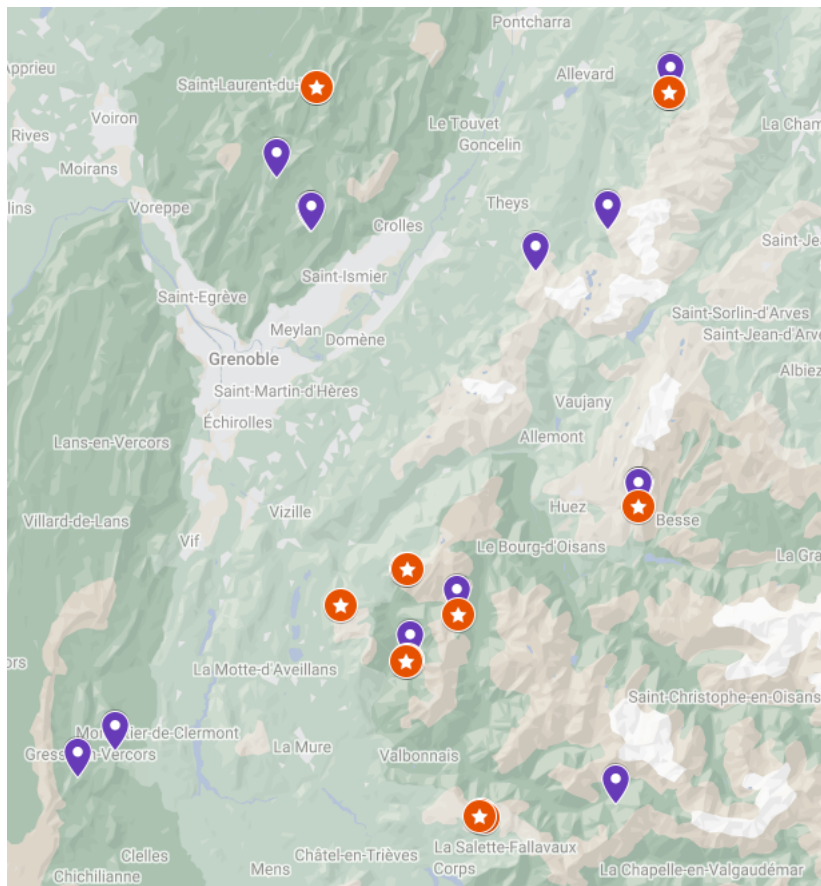 Pontcharra
Apprieu
Allevard
Saint-Laurent-du-
Voiron
Le Touvet
La Cham
Rives
Goncelin
Moirans
lins
Voreppe
Theys
Crolles
Saint-Je
Saint-Ismier
Saint-Egrève
Saint-Sorlin-d'Arves
Meylan
Saint-Jean-d'Arve
Domène
Grenoble
Albiez
Saint-Martin-d'Hères
Vaujany
Échirolles
Allemont
Lans-en-Vercors
Huez
Villard-de-Lans
Vizille
Besse
Vif
Le Bourg-d'Oisans
La Gra
ors
La Motte-d'Aveillans
Saint-Christophe-en-Oisans
Mon ier-de-Clermont
La Mure
Gress n-Vercors
Valbonnais
La Salette-Fallavaux
Clelles
Châtel-en-Trièves
Mens
Corps
La Chapelle-en-Valgaudémar
Chichilianne